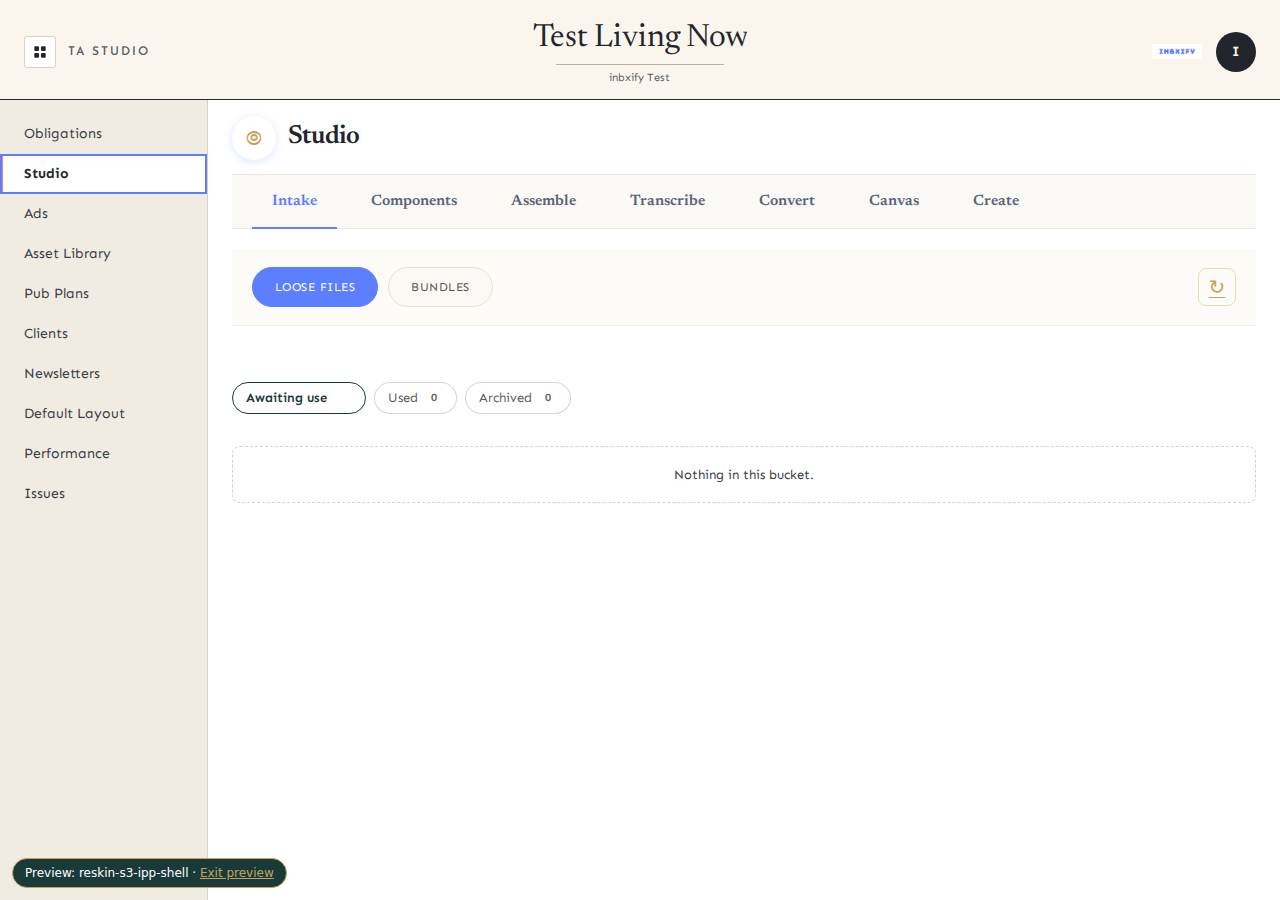 TA STUDIO
Test Living Now
inbxify Test
INBXIFY
I
Obligations
Studio
Ads
Asset Library
Pub Plans
Clients
Newsletters
Default Layout
Performance
Issues
Studio
Intake Components Assemble Transcribe Convert Canvas Create
LOOSE FILES BUNDLES
Awaiting use Used 0 Archived 0
Nothing in this bucket.
Preview: reskin-s3-ipp-shell · Exit preview